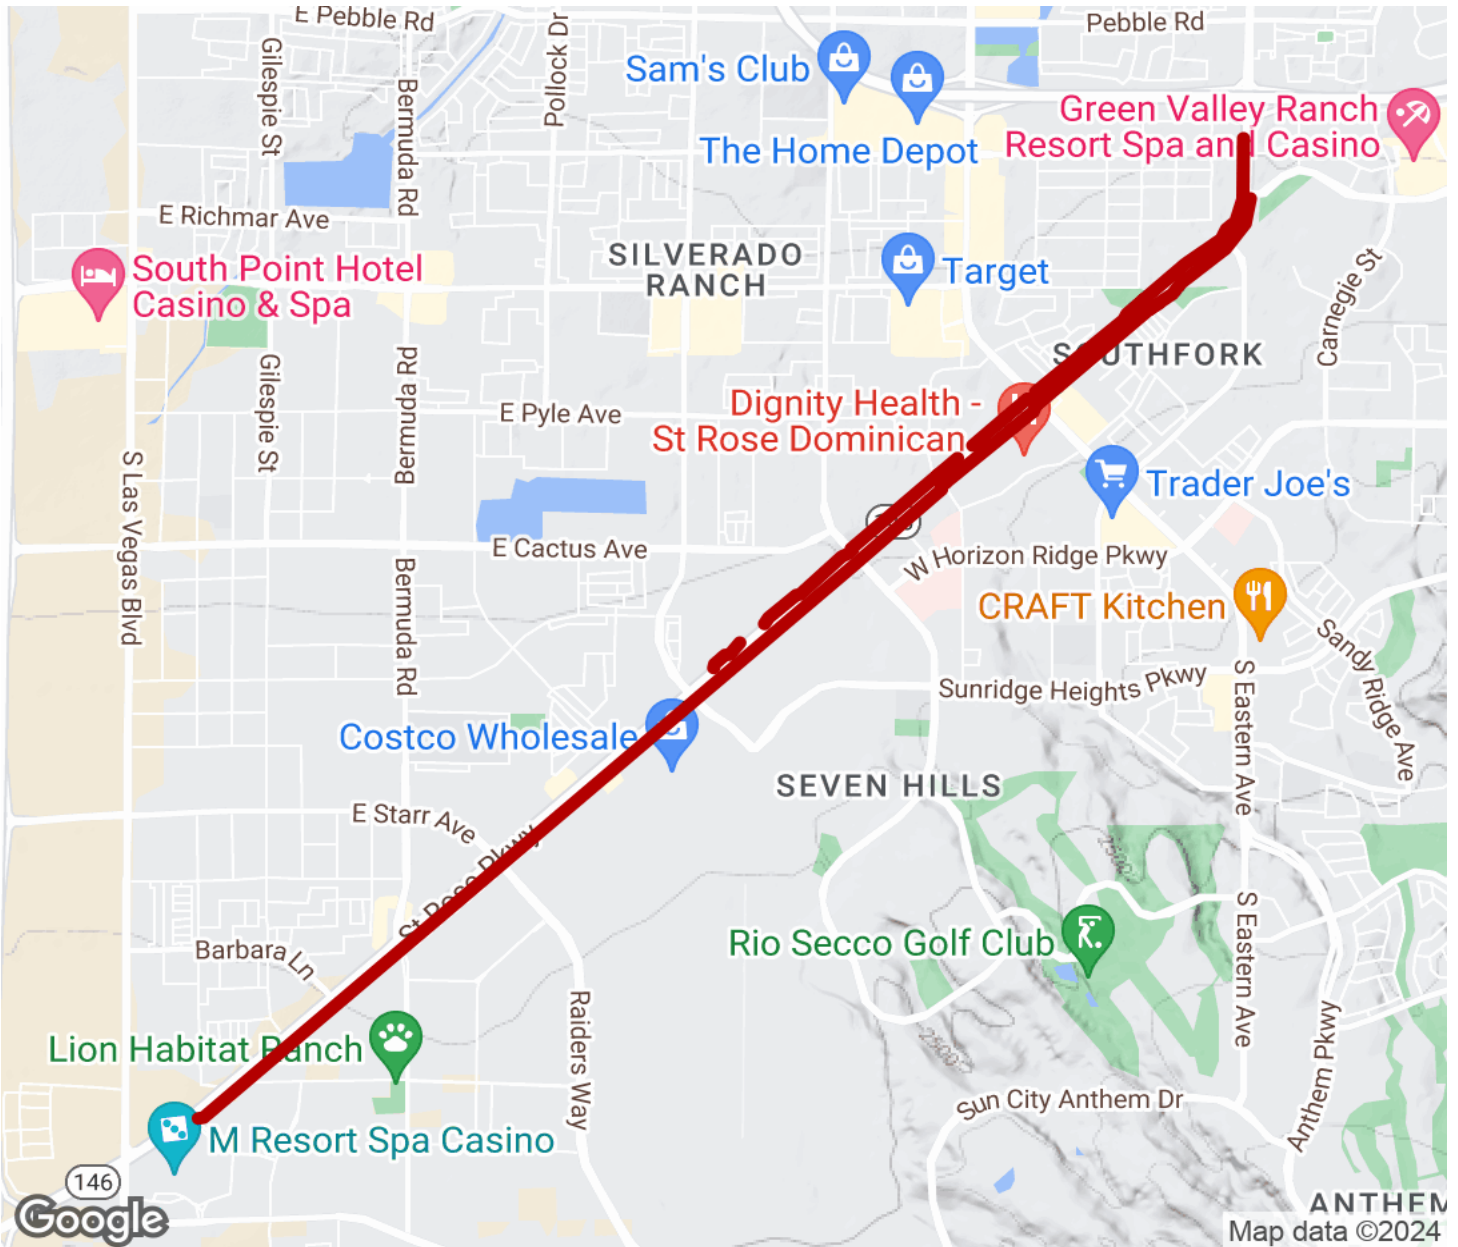 E Pebble Rd
Pebble Rd
Gilespie St
Bermuda Rd
Pollock Dr
Sam's Club
The Home Depot
Green Valley Ranch
Resort Spa and Casino
E Richmar Ave
South Point Hotel
Casino & Spa
SILVERADO
RANCH
Target
Carnegie St
SOUTHFORK
Gilespie St
Bermuda Rd
E Pyle Ave
Dignity Health -
St Rose Dominican
Trader Joe's
S Las Vegas Blvd
E Cactus Ave
W Horizon Ridge Pkwy
Bermuda Rd
CRAFT Kitchen
Sandy Ridge Ave
Sunridge Heights Pkwy
S Eastern Ave
Costco Wholesale
SEVEN HILLS
E Starr Ave
St Rose Pkwy
2500
S Eastern Ave
Rio Secco Golf Club
Barbara Ln
Raiders Way
2500
Lion Habitat Ranch
Anthem Pkwy
Sun City Anthem Dr
M Resort Spa Casino
146
ANTHEM
Google
Map data ©2024